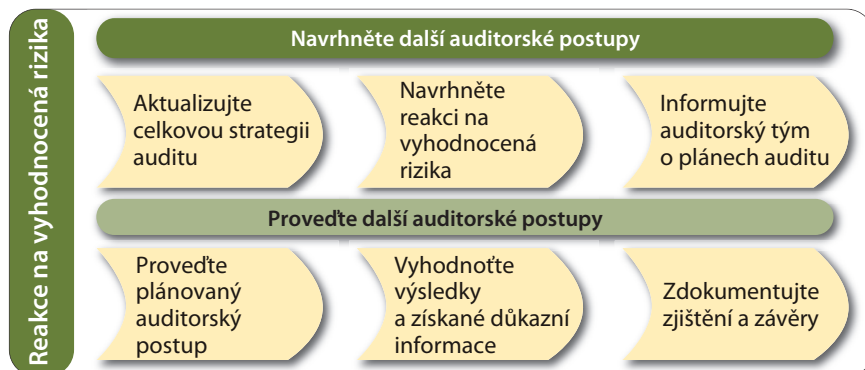 Reakce na vyhodnocená rizika
Navrhněte další auditorské postupy
Aktualizujte
celkovou strategii
auditu
Navrhněte
reakci na
vyhodnocená
rizika
Informujte
auditorský tým
o plánech auditu
Proveďte další auditorské postupy
Proveďte
plánovaný
auditorský
postup
Vyhodnoťte
výsledky
a získané důkazní
informace
Zdokumentujte
zjištění a závěry